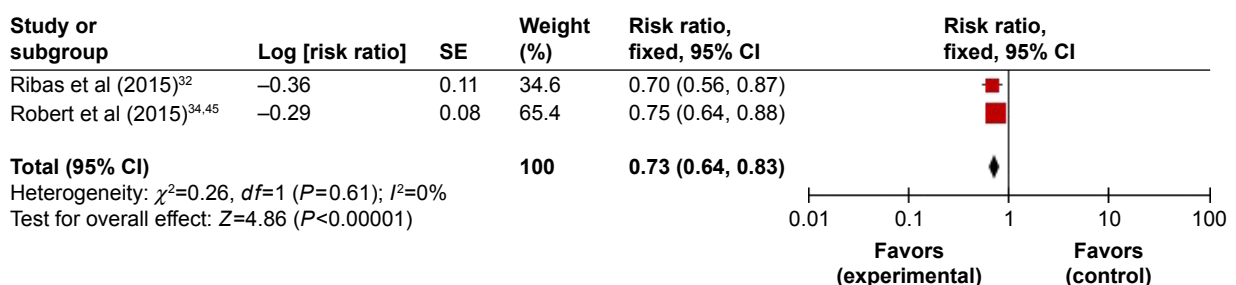 Study or subgroup Log [risk ratio] SE Weight (%) Risk ratio, fixed, 95% CI Risk ratio, fixed, 95% CI
Ribas et al (2015)³² –0.36 0.11 34.6 0.70 (0.56, 0.87)
Robert et al (2015)³⁴,⁴⁵ –0.29 0.08 65.4 0.75 (0.64, 0.88)
Total (95% CI) 100 0.73 (0.64, 0.83)
Heterogeneity: χ²=0.26, df=1 (P=0.61); I²=0%
Test for overall effect: Z=4.86 (P<0.00001)
0.01 0.1 1 10 100
Favors (experimental) Favors (control)